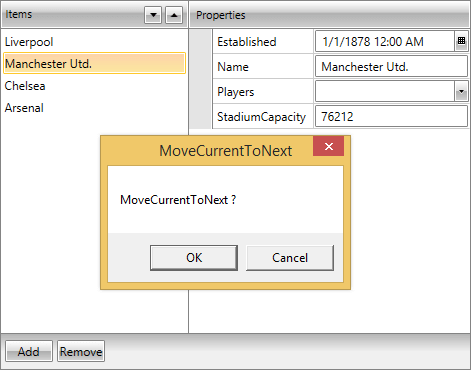 Items
Properties
Liverpool
Manchester Utd.
Chelsea
Arsenal
Established 1/1/1878 12:00 AM
Name Manchester Utd.
Players
StadiumCapacity 76212
MoveCurrentToNext
MoveCurrentToNext ?
OK Cancel
Add Remove